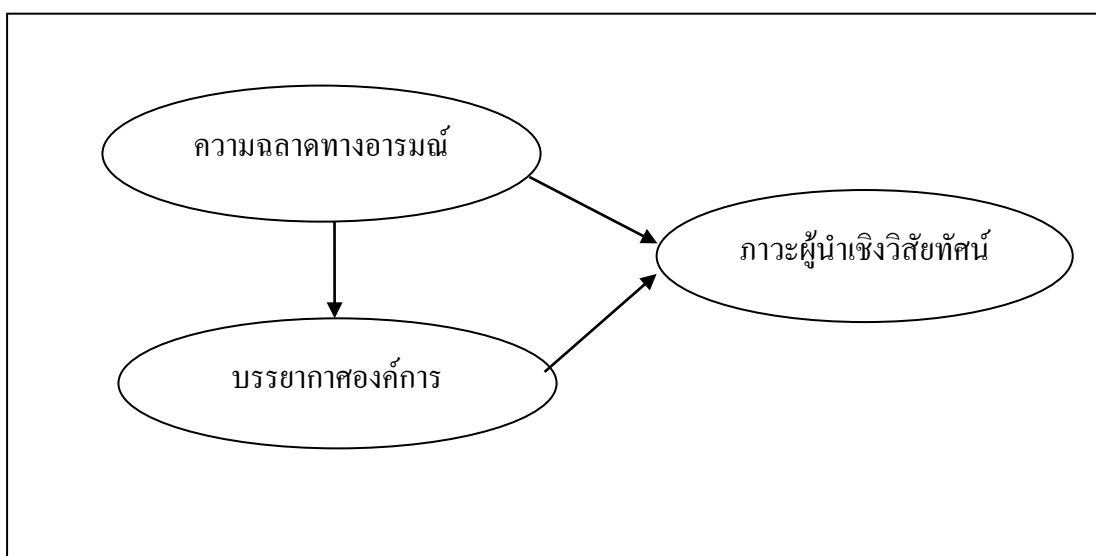 ความฉลาดทางอารมณ์
ภาวะผู้นำเชิงวิสัยทัศน์
บรรยากาศองค์การ